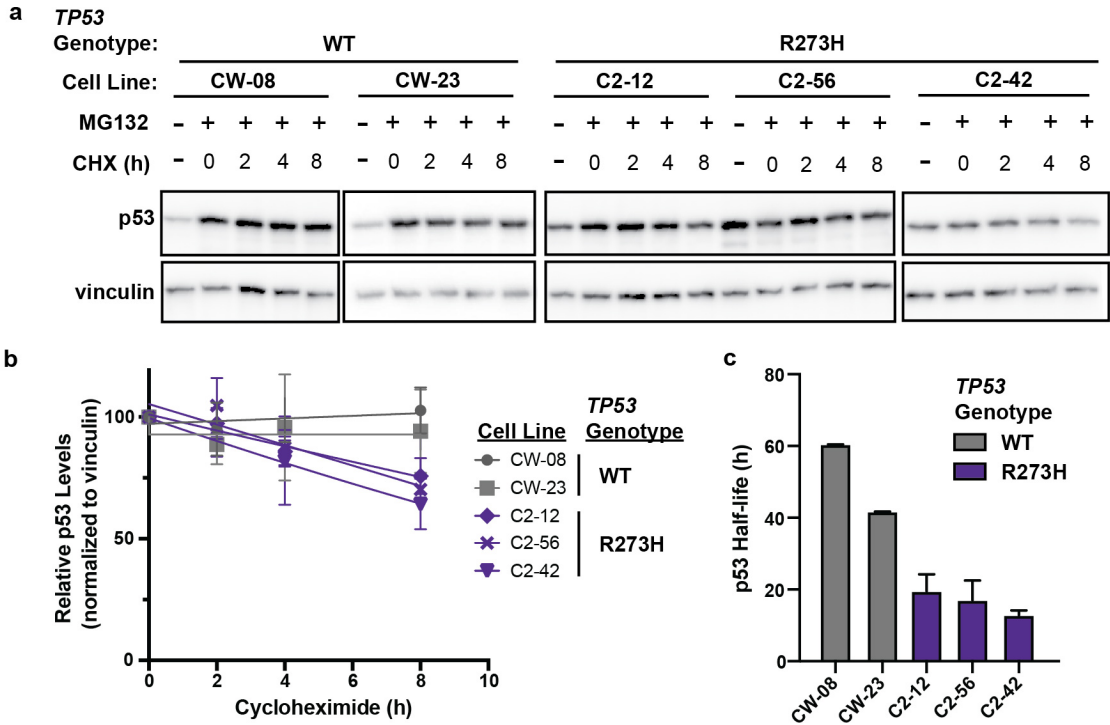 a
TP53
Genotype: WT R273H
Cell Line: CW-08 CW-23 C2-12 C2-56 C2-42
MG132 – + + + + – + + + + – + + + + – + + + + – + + + +
CHX (h) – 0 2 4 8 – 0 2 4 8 – 0 2 4 8 – 0 2 4 8 – 0 2 4 8
p53
vinculin
b
Relative p53 Levels
(normalized to vinculin)
100
50
0
0 2 4 6 8 10
Cycloheximide (h)
TP53
Cell Line Genotype
CW-08
CW-23
WT
C2-12
C2-56
C2-42
R273H
c
p53 Half-life (h)
80
60
40
20
0
TP53
Genotype
WT
R273H
CW-08 CW-23 C2-12 C2-56 C2-42